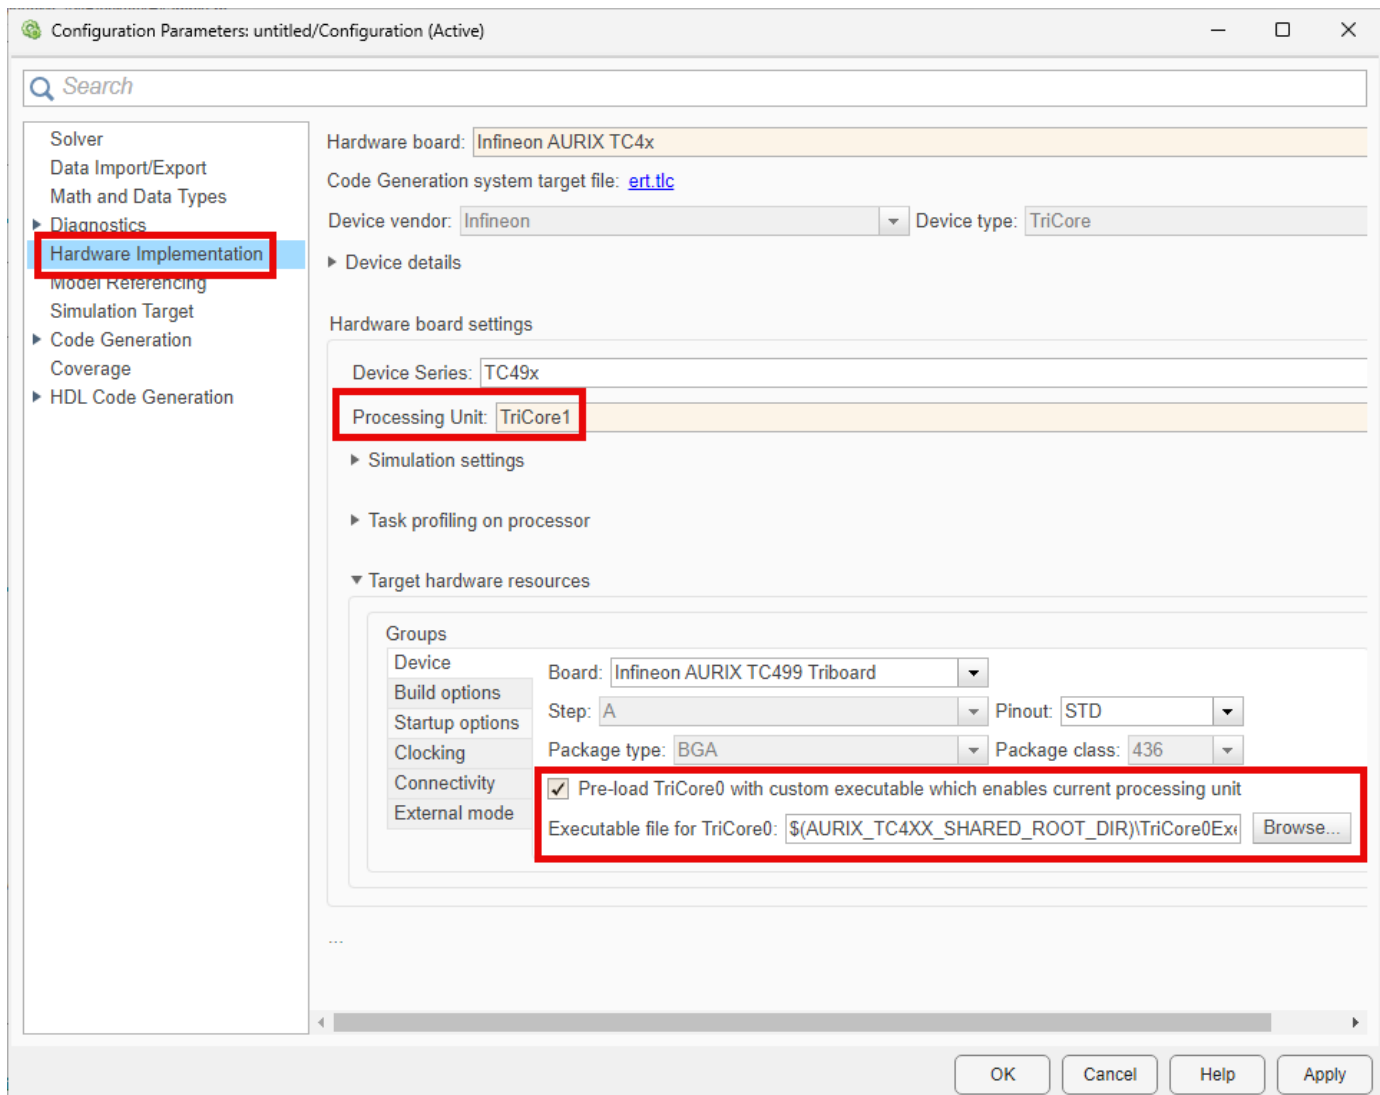 Configuration Parameters: untitled/Configuration (Active)
Search
Solver
Data Import/Export
Math and Data Types
Diagnostics
Hardware Implementation
Model Referencing
Simulation Target
Code Generation
Coverage
HDL Code Generation
Hardware board: Infineon AURIX TC4x
Code Generation system target file: ert.tlc
Device vendor: Infineon Device type: TriCore
Device details
Hardware board settings
Device Series: TC49x
Processing Unit: TriCore1
Simulation settings
Task profiling on processor
Target hardware resources
Groups
Device
Build options
Startup options
Clocking
Connectivity
External mode
Board: Infineon AURIX TC499 Triboard
Step: A Pinout: STD
Package type: BGA Package class: 436
Pre-load TriCore0 with custom executable which enables current processing unit
Executable file for TriCore0: $(AURIX_TC4XX_SHARED_ROOT_DIR)\TriCore0Exe Browse...
...
OK Cancel Help Apply